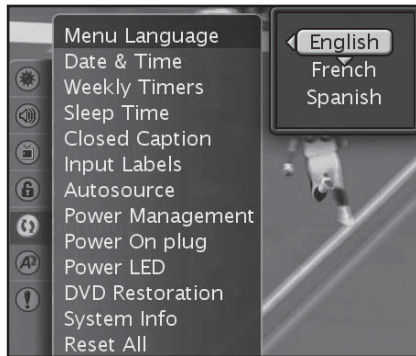 Menu Language
Date & Time
Weekly Timers
Sleep Time
Closed Caption
Input Labels
Autosource
Power Management
Power On plug
Power LED
DVD Restoration
System Info
Reset All
English
French
Spanish